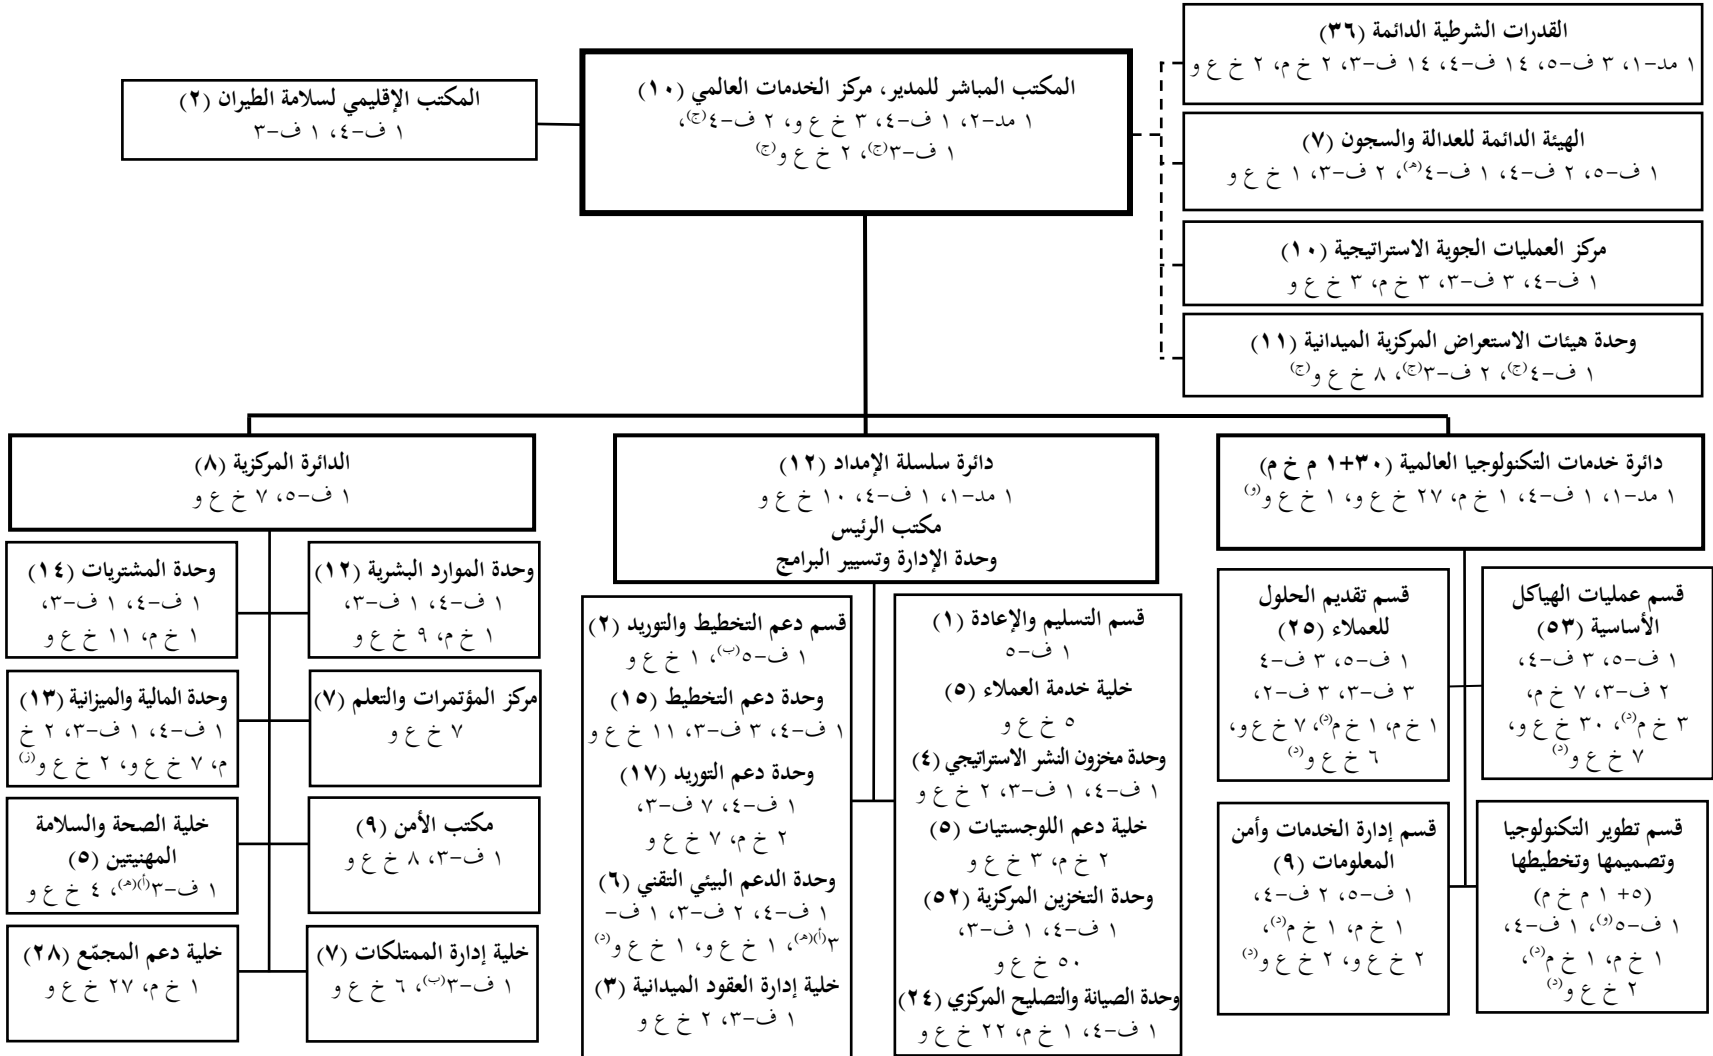 القدرات الشرطية الدائمة (٣٦)
١ مد-١، ٣ ف-٥، ١٤ ف-٤، ١٤ ف-٣، ٢ خ م، ٢ خ ع و
المكتب المباشر للمدير، مركز الخدمات العالمي (١٠)
١ مد-٢، ١ ف-٤، ٣ خ ع و، ٢ ف-٤(ج)،
١ ف-٣(ج)، ٢ خ ع و(ج)
المكتب الإقليمي لسلامة الطيران (٢)
١ ف-٤، ١ ف-٣
الهيئة الدائمة للعدالة والسجون (٧)
١ ف-٥، ٢ ف-٤، ١ ف-٤(ھ)، ٢ ف-٣، ١ خ ع و
مركز العمليات الجوية الاستراتيجية (١٠)
١ ف-٤، ٣ ف-٣، ٣ خ م، ٣ خ ع و
وحدة هيئات الاستعراض المركزية الميدانية (١١)
١ ف-٤(ج)، ٢ ف-٣(ج)، ٨ خ ع و(ج)
دائرة خدمات التكنولوجيا العالمية (٣٠+١ م خ م)
١ مد-١، ١ ف-٤، ١ خ م، ٢٧ خ ع و، ١ خ ع و(و)
قسم عمليات الهياكل
الأساسية (٥٣)
١ ف-٥، ٣ ف-٤،
٢ ف-٣، ٧ خ م،
٣ خ م(د)، ٣٠ خ ع و،
٧ خ ع و(د)
قسم تقديم الحلول
للعملاء (٢٥)
١ ف-٥، ٣ ف-٤
٣ ف-٣، ٣ ف-٢،
١ خ م، ١ خ م(د)، ٧ خ ع و،
٦ خ ع و(د)
قسم تطوير التكنولوجيا
وتصميمها وتخطيطها
(٥+ ١ م خ م)
١ ف-٥(و)، ١ ف-٤،
١ خ م، ١ خ م(د)،
٢ خ ع و(د)
قسم إدارة الخدمات وأمن
المعلومات (٩)
١ ف-٥، ٢ ف-٤،
١ خ م، ١ خ م(د)،
٢ خ ع و، ٢ خ ع و(د)
دائرة سلسلة الإمداد (١٢)
١ مد-١، ١ ف-٤، ١٠ خ ع و
مكتب الرئيس
وحدة الإدارة وتسيير البرامج
قسم التسليم والإعادة (١)
١ ف-٥
خلية خدمة العملاء (٥)
٥ خ ع و
وحدة مخزون النشر الاستراتيجي (٤)
١ ف-٤، ١ ف-٣، ٢ خ ع و
خلية دعم اللوجستيات (٥)
٢ خ م، ٣ خ ع و
وحدة التخزين المركزية (٥٢)
١ ف-٤، ١ ف-٣،
٥٠ خ ع و
وحدة الصيانة والتصليح المركزي (٢٤)
١ ف-٤، ١ خ م، ٢٢ خ ع و
قسم دعم التخطيط والتوريد (٢)
١ ف-٥(ب)، ١ خ ع و
وحدة دعم التخطيط (١٥)
١ ف-٤، ٣ ف-٣، ١١ خ ع و
وحدة دعم التوريد (١٧)
١ ف-٤، ٧ ف-٣،
٢ خ م، ٧ خ ع و
وحدة الدعم البيئي التقني (٦)
١ ف-٤، ٢ ف-٣، ١ ف-
٣(أ)(ھ)، ١ خ ع و، ١ خ ع و(د)
خلية إدارة العقود الميدانية (٣)
١ ف-٣، ٢ خ ع و
الدائرة المركزية (٨)
١ ف-٥، ٧ خ ع و
وحدة الموارد البشرية (١٢)
١ ف-٤، ١ ف-٣،
١ خ م، ٩ خ ع و
وحدة المشتريات (١٤)
١ ف-٤، ١ ف-٣،
١ خ م، ١١ خ ع و
مركز المؤتمرات والتعلم (٧)
٧ خ ع و
وحدة المالية والميزانية (١٣)
١ ف-٤، ١ ف-٣، ٢ خ
م، ٧ خ ع و، ٢ خ ع و(ز)
مكتب الأمن (٩)
١ ف-٣، ٨ خ ع و
خلية الصحة والسلامة
المهنيتين (٥)
١ ف-٣(أ)(ھ)، ٤ خ ع و
خلية إدارة الممتلكات (٧)
١ ف-٣(ب)، ٦ خ ع و
خلية دعم المجمّع (٢٨)
١ خ م، ٢٧ خ ع و